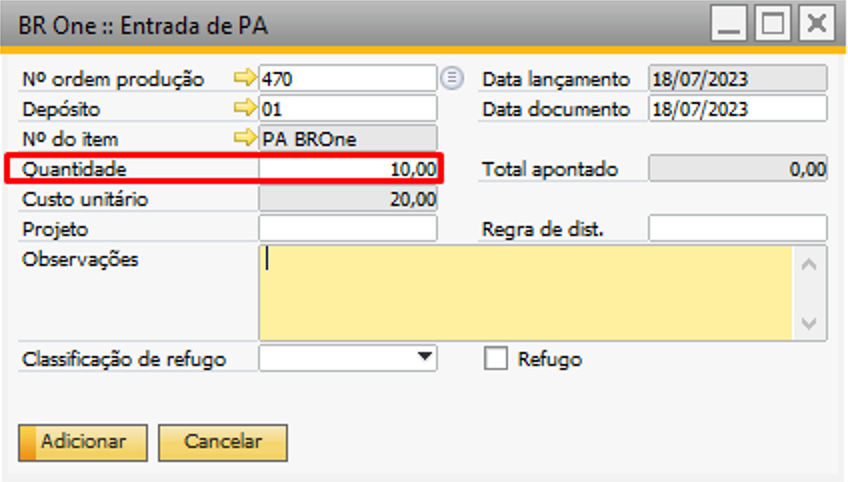 BR One :: Entrada de PA
Nº ordem produção 470 Data lançamento 18/07/2023
Depósito 01 Data documento 18/07/2023
Nº do item PA BROne
Quantidade 10,00 Total apontado 0,00
Custo unitário 20,00
Projeto Regra de dist.
Observações
Classificação de refugo Refugo
Adicionar Cancelar